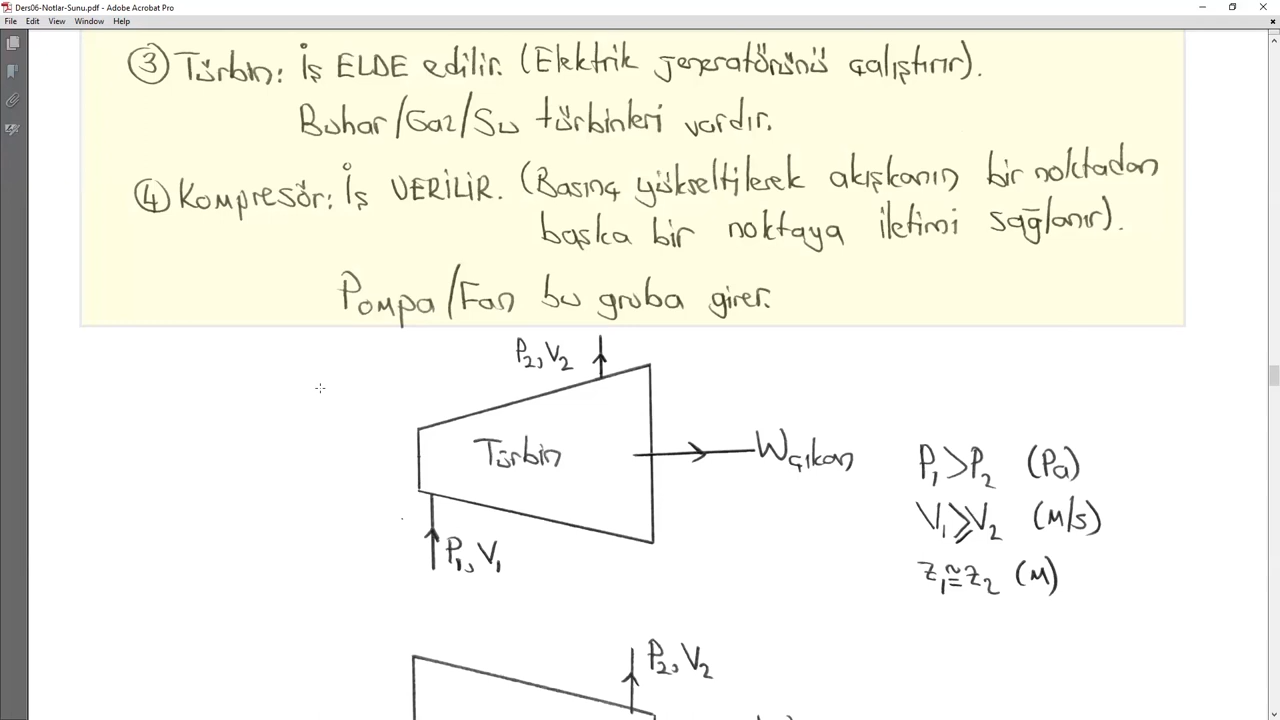 Ders06-Notlar-Sunu.pdf - Adobe Acrobat Pro
File Edit View Window Help
③ Türbin: İş ELDE edilir. (Elektrik jeneratörünü çalıştırır).
Buhar/Gaz/Su türbinleri vardır.
④ Kompresör: İş VERİLİR. (Basınç yükseltilerek akışkanın bir noktadan
başka bir noktaya iletimi sağlanır).
Pompa/Fan bu gruba girer.
P₂, V₂
Türbin
Wçıkan
P₁, V₁
P₁>P₂ (Pa)
V₁≥V₂ (m/s)
z₁≅z₂ (m)
P₂, V₂